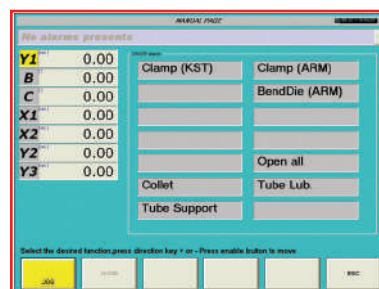 MANUAL PAGE
No alarms presents
Y1 0.00
B 0.00
C 0.00
X1 0.00
X2 0.00
Y2 0.00
Y3 0.00
Clamp (KST) Clamp (ARM)
BendDie (ARM)
Open all
Collet Tube Lub.
Tube Support
Select the desired function,press direction key + or - Press enable button to move
JOG
ESC